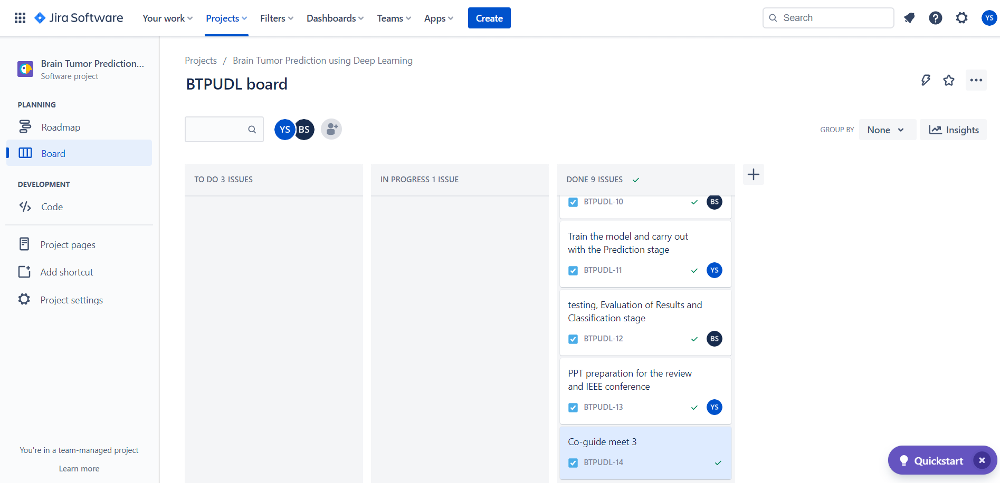 Jira Software
Your work
Projects
Filters
Dashboards
Teams
Apps
Create
Search
YS
Brain Tumor Prediction...
Software project
PLANNING
Roadmap
Board
DEVELOPMENT
Code
Project pages
Add shortcut
Project settings
You're in a team-managed project
Learn more
Projects / Brain Tumor Prediction using Deep Learning
BTPUDL board
YS BS
GROUP BY None
Insights
TO DO 3 ISSUES
IN PROGRESS 1 ISSUE
DONE 9 ISSUES
BTPUDL-10 BS
Train the model and carry out
with the Prediction stage
BTPUDL-11 YS
testing, Evaluation of Results and
Classification stage
BTPUDL-12 BS
PPT preparation for the review
and IEEE conference
BTPUDL-13 YS
Co-guide meet 3
BTPUDL-14
Quickstart